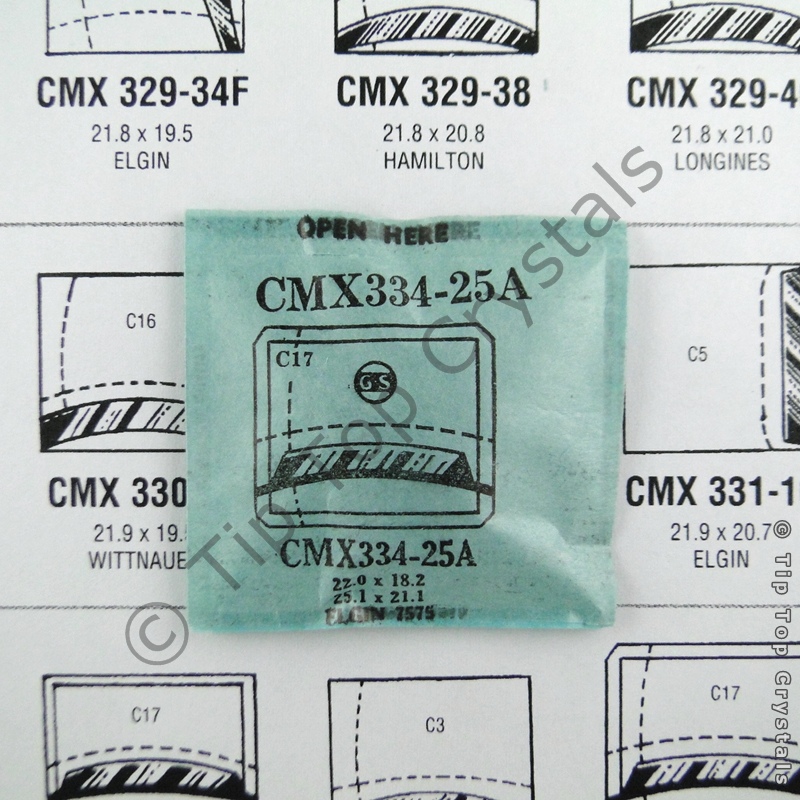 CMX 329-34F
21.8 x 19.5
ELGIN
CMX 329-38
21.8 x 20.8
HAMILTON
CMX 329-4
21.8 x 21.0
LONGINES
OPEN HERE
CMX334-25A
C17
GS
CMX334-25A
22.0 x 18.2
25.1 x 21.1
ELGIN 7575
C16
CMX 330
21.9 x 19.
WITTNAUE
C5
CMX 331-1
21.9 x 20.7
ELGIN
C17
C3
C17
© Tip Top Crystals
© Tip Top Crystals